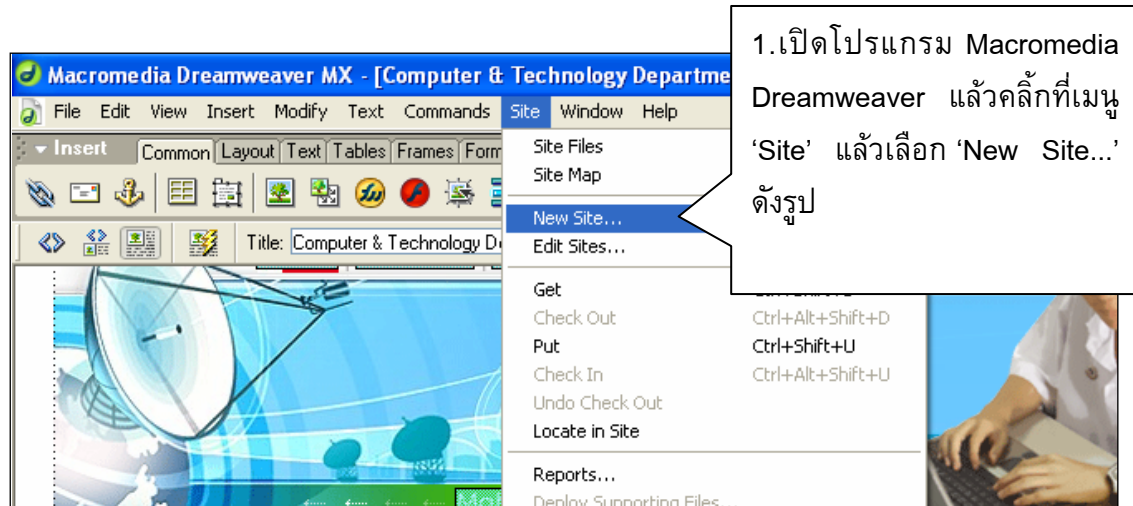 1.เปิดโปรแกรม Macromedia
Dreamweaver แล้วคลิ้กที่เมนู
‘Site’ แล้วเลือก ‘New Site...’
ดังรูป
Macromedia Dreamweaver MX - [Computer & Technology Departme
File Edit View Insert Modify Text Commands Site Window Help
Insert Common Layout Text Tables Frames Form
Title: Computer & Technology D
Site Files
Site Map
New Site...
Edit Sites...
Get
Check Out Ctrl+Alt+Shift+D
Put Ctrl+Shift+U
Check In Ctrl+Alt+Shift+U
Undo Check Out
Locate in Site
Reports...
Deploy Supporting Files...